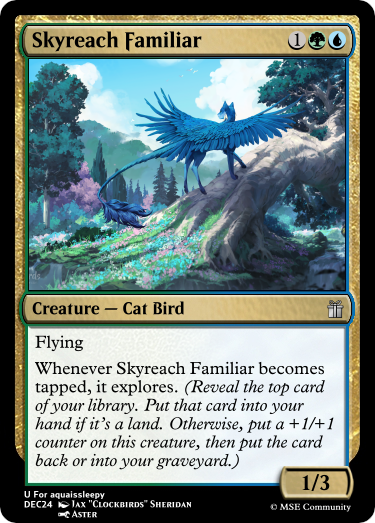 Skyreach Familiar 1
Creature — Cat Bird
Flying
Whenever Skyreach Familiar becomes
tapped, it explores. (Reveal the top card
of your library. Put that card into your
hand if it's a land. Otherwise, put a +1/+1
counter on this creature, then put the card
back or into your graveyard.)
1/3
U For aquaissleepy
DEC24 Jax "Clockbirds" Sheridan
Aster
© MSE Community